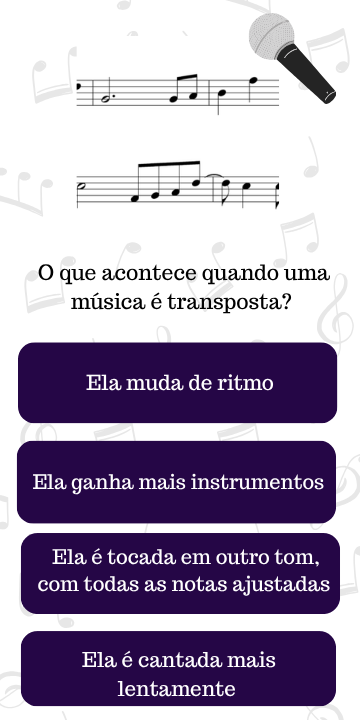 O que acontece quando uma
música é transposta?
Ela muda de ritmo
Ela ganha mais instrumentos
Ela é tocada em outro tom,
com todas as notas ajustadas
Ela é cantada mais
lentamente